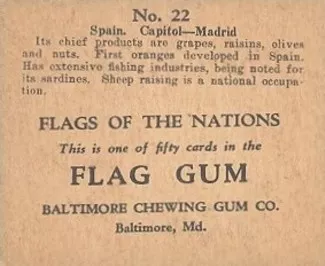 No. 22
Spain. Capitol—Madrid
Its chief products are grapes, raisins, olives
and nuts. First oranges developed in Spain.
Has extensive fishing industries, being noted for
its sardines. Sheep raising is a national occupa-
tion.
FLAGS OF THE NATIONS
This is one of fifty cards in the
FLAG GUM
BALTIMORE CHEWING GUM CO.
Baltimore, Md.